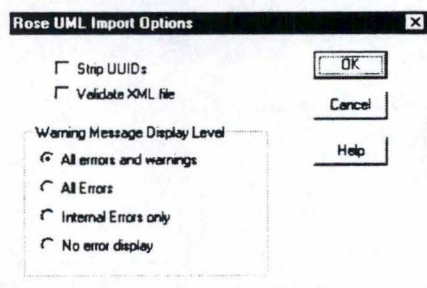 Rose UML Import Options
Strip UUIDs
Validate XML file
Warning Message Display Level
All errors and warnings
All Errors
Internal Errors only
No error display
OK
Cancel
Help